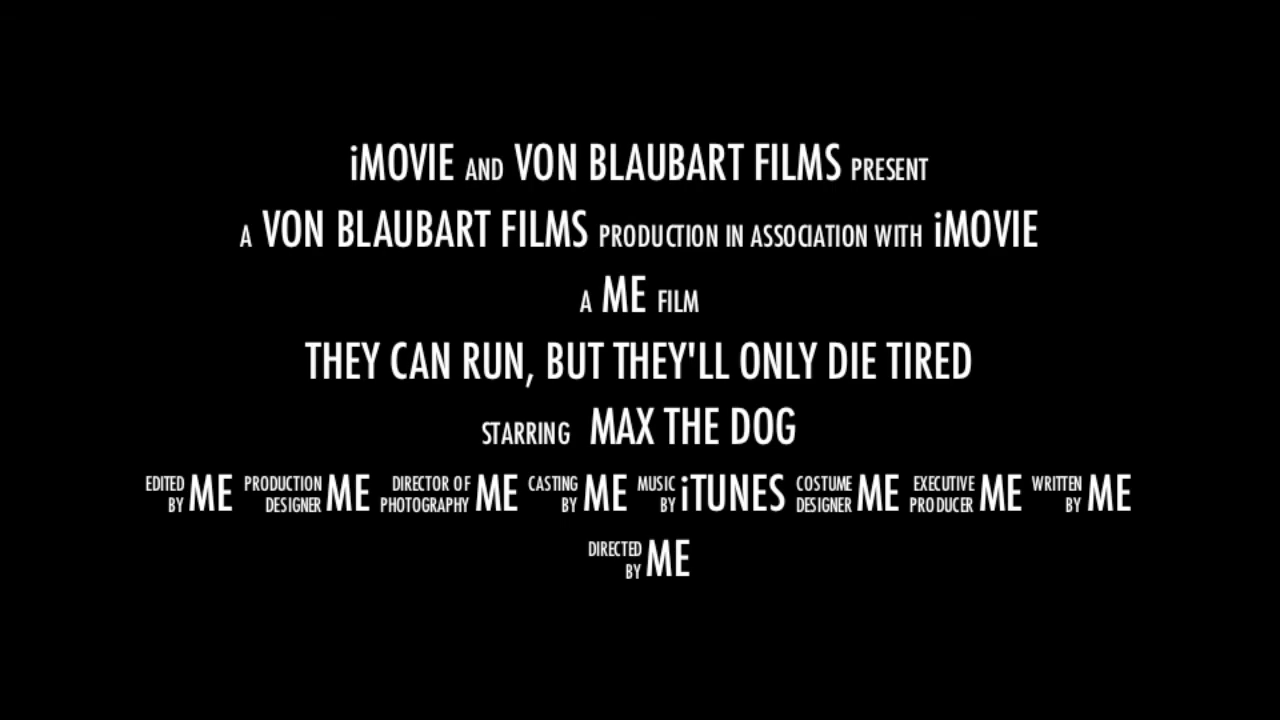 iMOVIE AND VON BLAUBART FILMS PRESENT
A VON BLAUBART FILMS PRODUCTION IN ASSOCIATION WITH iMOVIE
A ME FILM
THEY CAN RUN, BUT THEY'LL ONLY DIE TIRED
STARRING MAX THE DOG
EDITED BY ME PRODUCTION DESIGNER ME DIRECTOR OF PHOTOGRAPHY ME CASTING BY ME MUSIC BY iTUNES COSTUME DESIGNER ME EXECUTIVE PRODUCER ME WRITTEN BY ME
DIRECTED BY ME